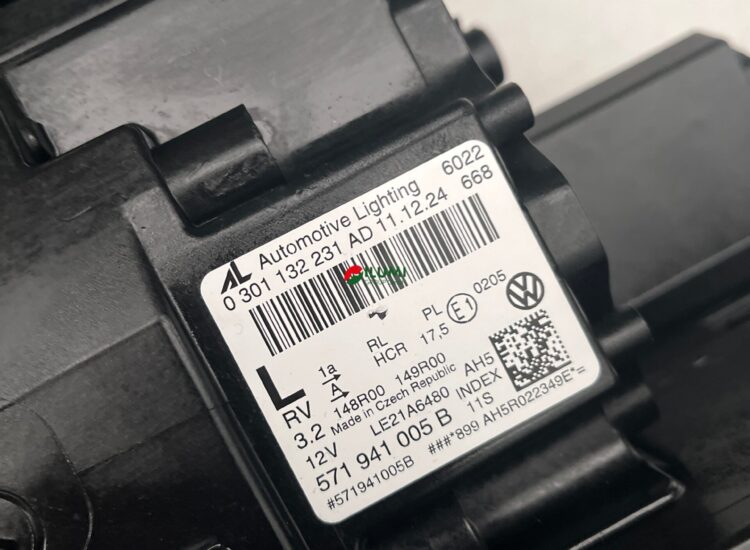 AL Automotive Lighting 6022
0 301 132 231 AD 11.12.24 668
ILUMI
L 1a RL PL E1 0205
A HCR 17,5
RV 148R00 149R00
3.2 Made in Czech Republic AH5
12V LE21A6480 INDEX
571 941 005 B 11S
#571941005B ###*899 AH5R022349E*=